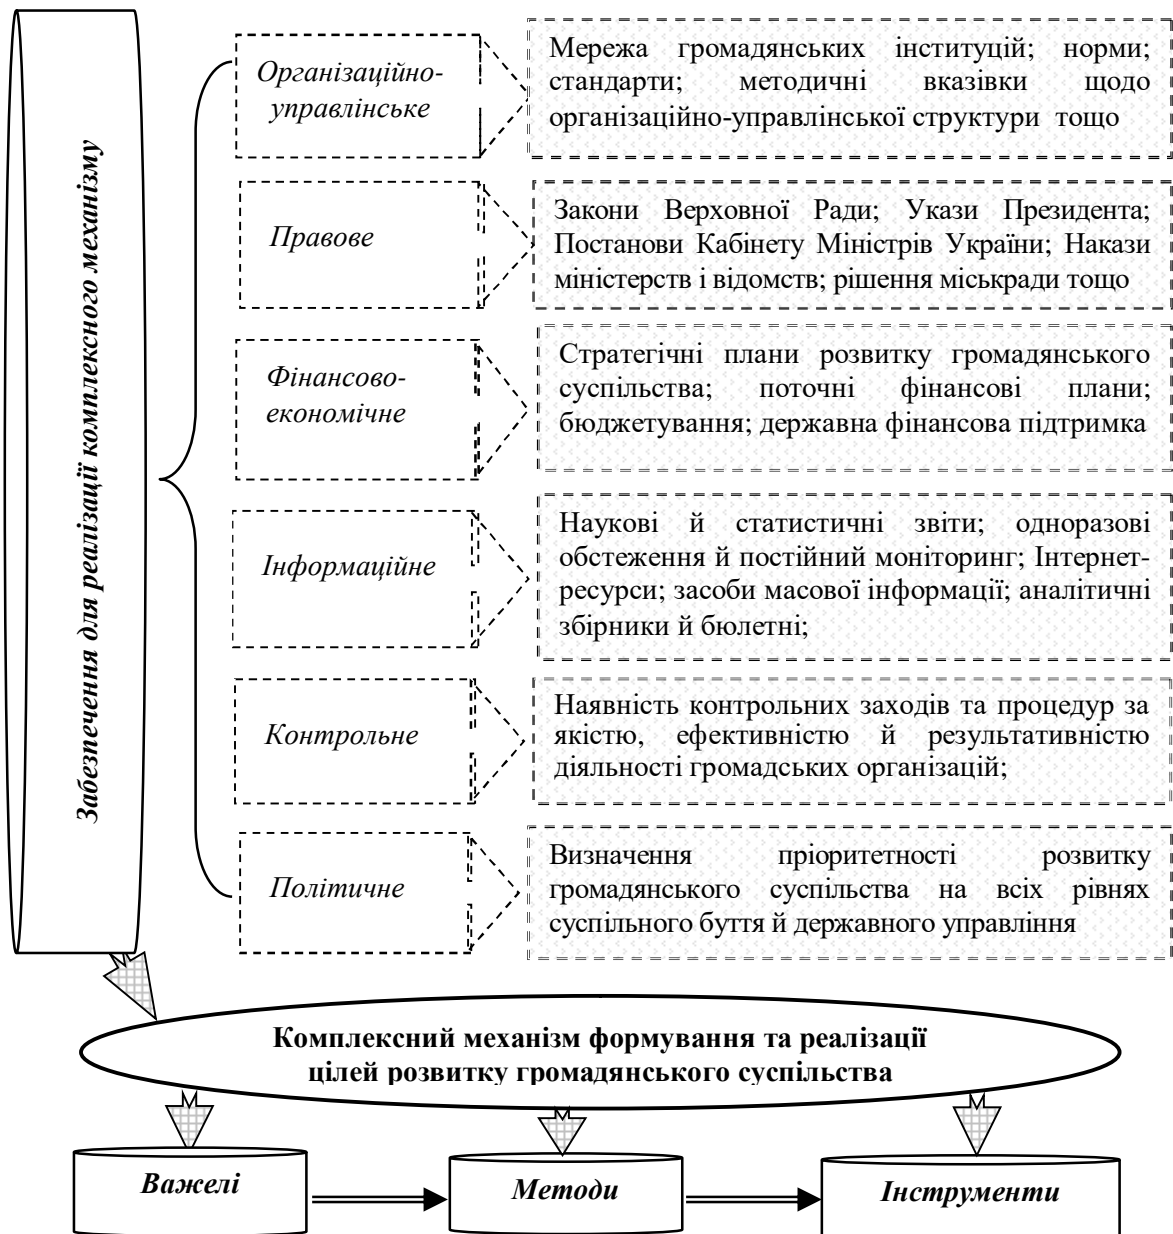 Забезпечення для реалізації комплексного механізму
Організаційно-
управлінське
Мережа громадянських інституцій; норми;
стандарти; методичні вказівки щодо
організаційно-управлінської структури тощо
Правове
Закони Верховної Ради; Укази Президента;
Постанови Кабінету Міністрів України; Накази
міністерств і відомств; рішення міськради тощо
Фінансово-
економічне
Стратегічні плани розвитку громадянського
суспільства; поточні фінансові плани;
бюджетування; державна фінансова підтримка
Інформаційне
Наукові й статистичні звіти; одноразові
обстеження й постійний моніторинг; Інтернет-
ресурси; засоби масової інформації; аналітичні
збірники й бюлетні;
Контрольне
Наявність контрольних заходів та процедур за
якістю, ефективністю й результативністю
діяльності громадських організацій;
Політичне
Визначення пріоритетності розвитку
громадянського суспільства на всіх рівнях
суспільного буття й державного управління
Комплексний механізм формування та реалізації
цілей розвитку громадянського суспільства
Важелі
Методи
Інструменти